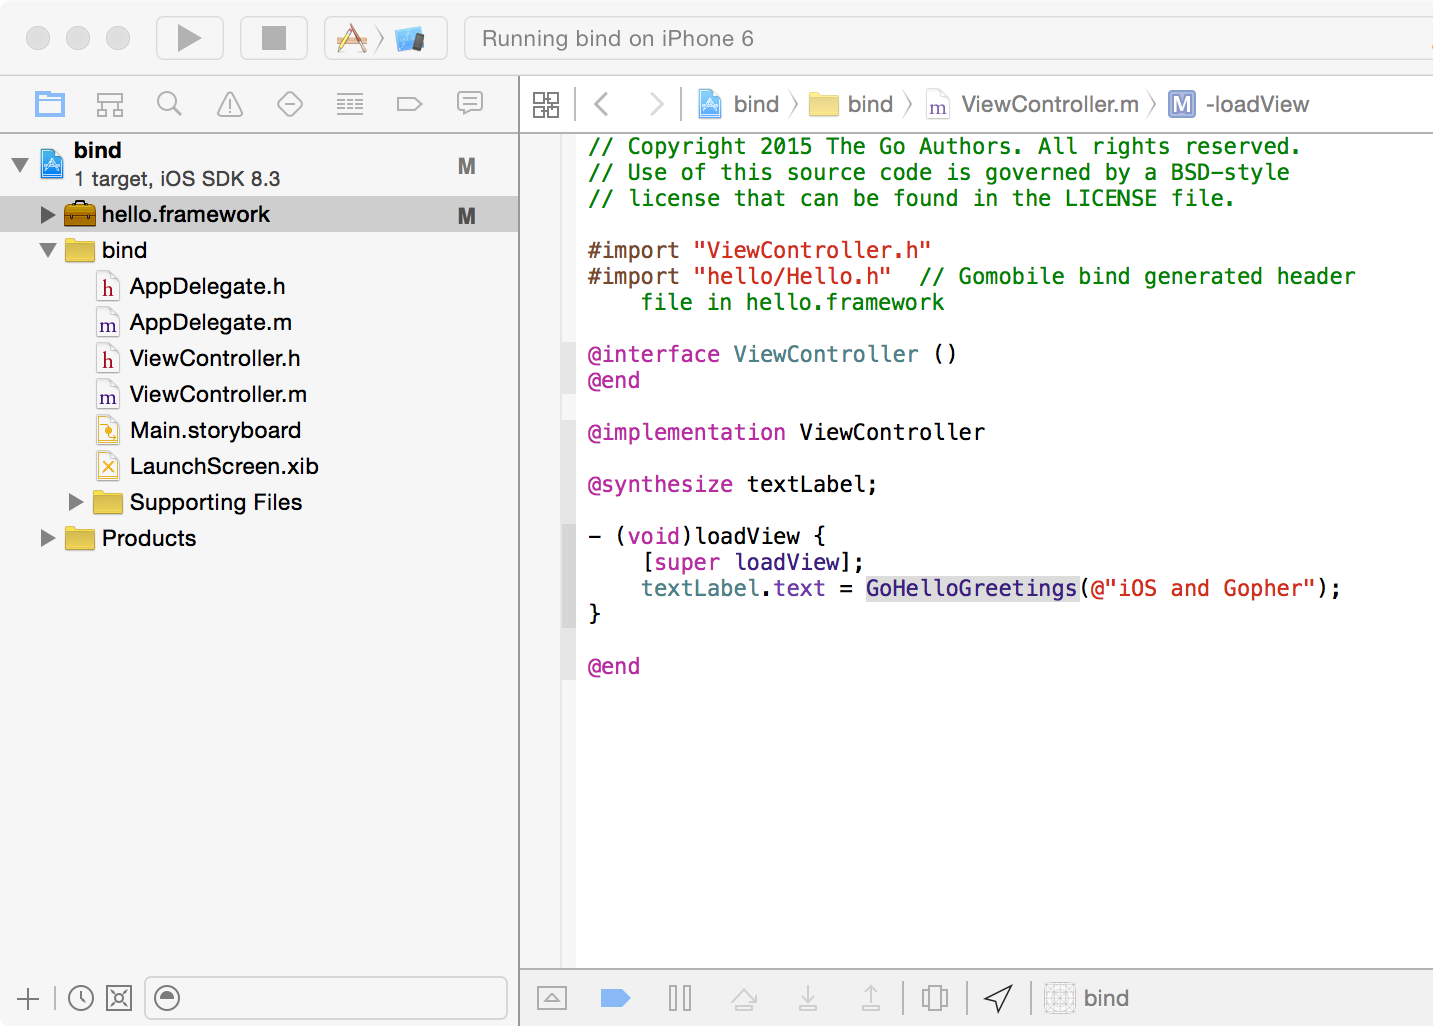 Running bind on iPhone 6
bind
1 target, iOS SDK 8.3
M
hello.framework
M
bind
h AppDelegate.h
m AppDelegate.m
h ViewController.h
m ViewController.m
Main.storyboard
LaunchScreen.xib
Supporting Files
Products
bind bind m ViewController.m M -loadView
// Copyright 2015 The Go Authors. All rights reserved.
// Use of this source code is governed by a BSD-style
// license that can be found in the LICENSE file.
#import "ViewController.h"
#import "hello/Hello.h"  // Gomobile bind generated header
file in hello.framework
@interface ViewController ()
@end
@implementation ViewController
@synthesize textLabel;
- (void)loadView {
[super loadView];
textLabel.text = GoHelloGreetings(@"iOS and Gopher");
}
@end
bind